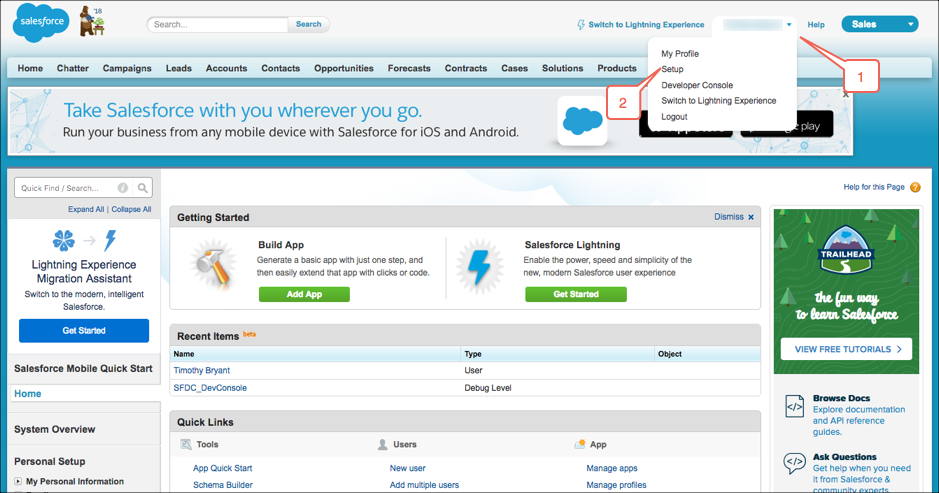 salesforce
'18
Search...
Search
Switch to Lightning Experience
Help
Sales
My Profile
Setup
Developer Console
Switch to Lightning Experience
Logout
1
2
Home Chatter Campaigns Leads Accounts Contacts Opportunities Forecasts Contracts Cases Solutions Products
Take Salesforce with you wherever you go.
Run your business from any mobile device with Salesforce for iOS and Android.
play
x
Quick Find / Search...
Expand All | Collapse All
Lightning Experience
Migration Assistant
Switch to the modern, intelligent
Salesforce.
Get Started
Salesforce Mobile Quick Start
Home
System Overview
Personal Setup
My Personal Information
Help for this Page
Getting Started
Dismiss x
Build App
Generate a basic app with just one step, and
then easily extend that app with clicks or code.
Add App
Salesforce Lightning
Enable the power, speed and simplicity of the
new, modern Salesforce user experience
Get Started
Recent Items beta
Name Type Object
Timothy Bryant User
SFDC_DevConsole Debug Level
Quick Links
Tools Users App
App Quick Start New user Manage apps
Schema Builder Add multiple users Manage profiles
TRAILHEAD
the fun way
to learn Salesforce
VIEW FREE TUTORIALS
Browse Docs
Explore documentation
and API reference
guides.
Ask Questions
Get help when you need
it from Salesforce &
community experts.